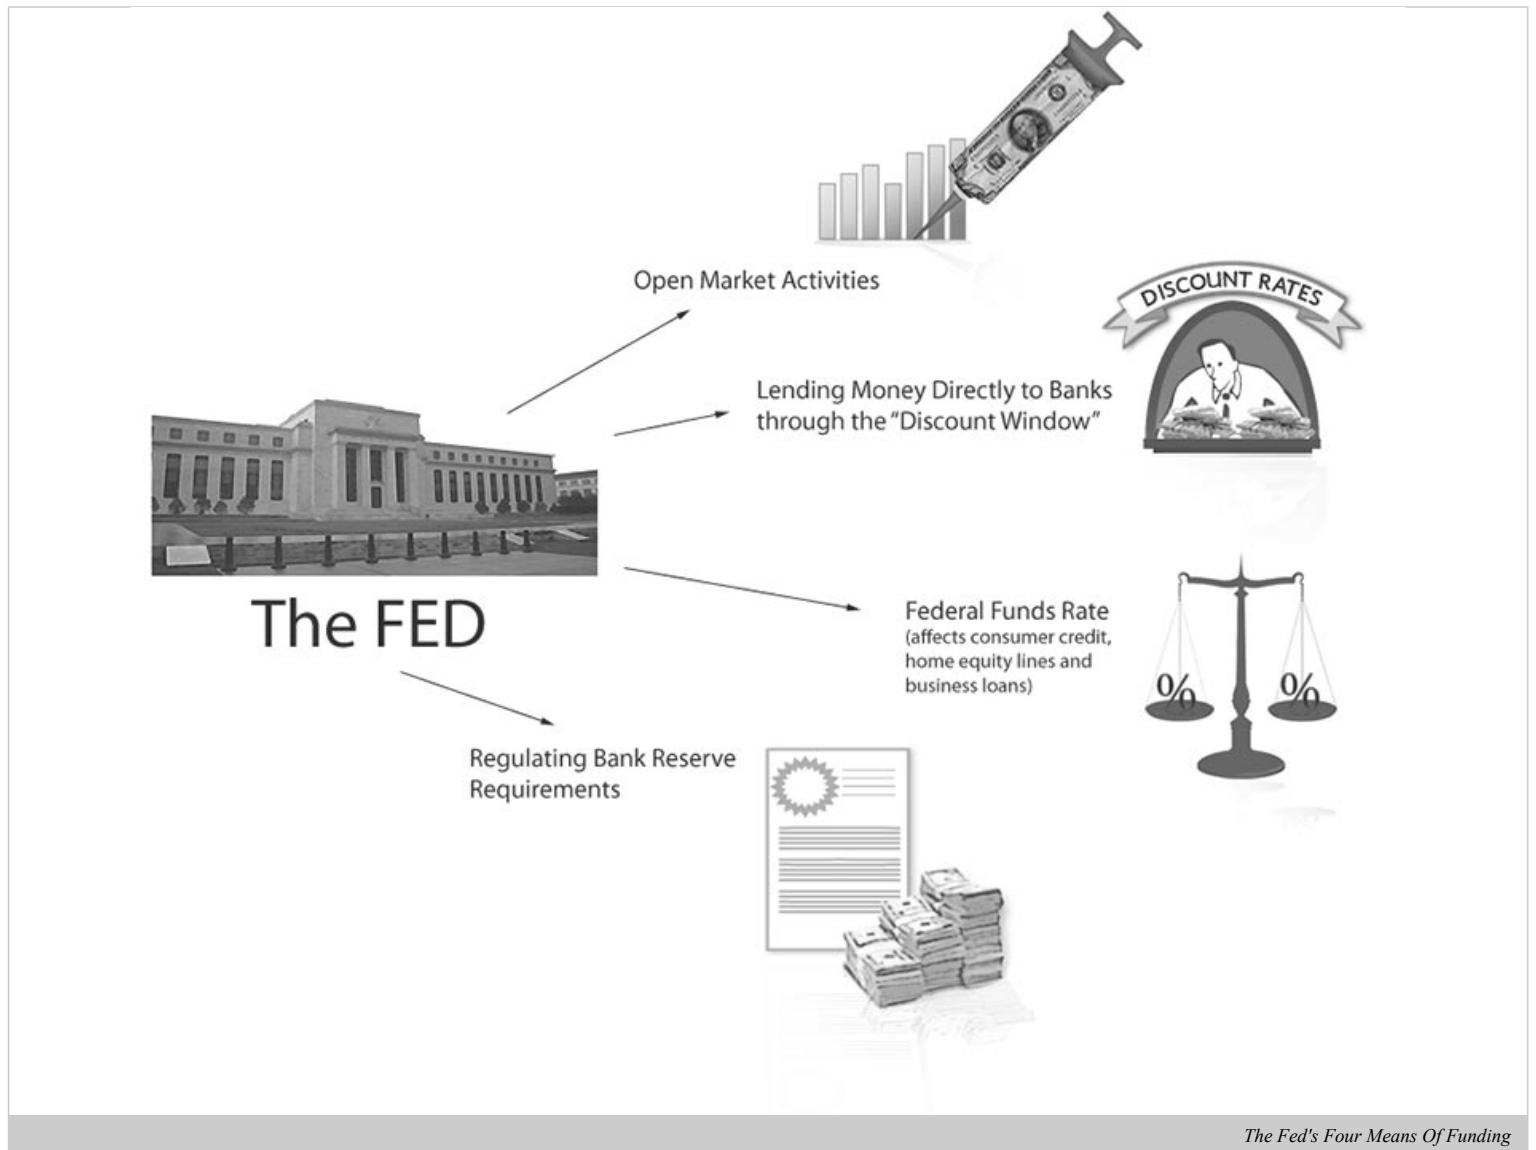 Open Market Activities
DISCOUNT RATES
Lending Money Directly to Banks
through the “Discount Window”
The FED
Federal Funds Rate
(affects consumer credit,
home equity lines and
business loans)
% %
Regulating Bank Reserve
Requirements
The Fed's Four Means Of Funding